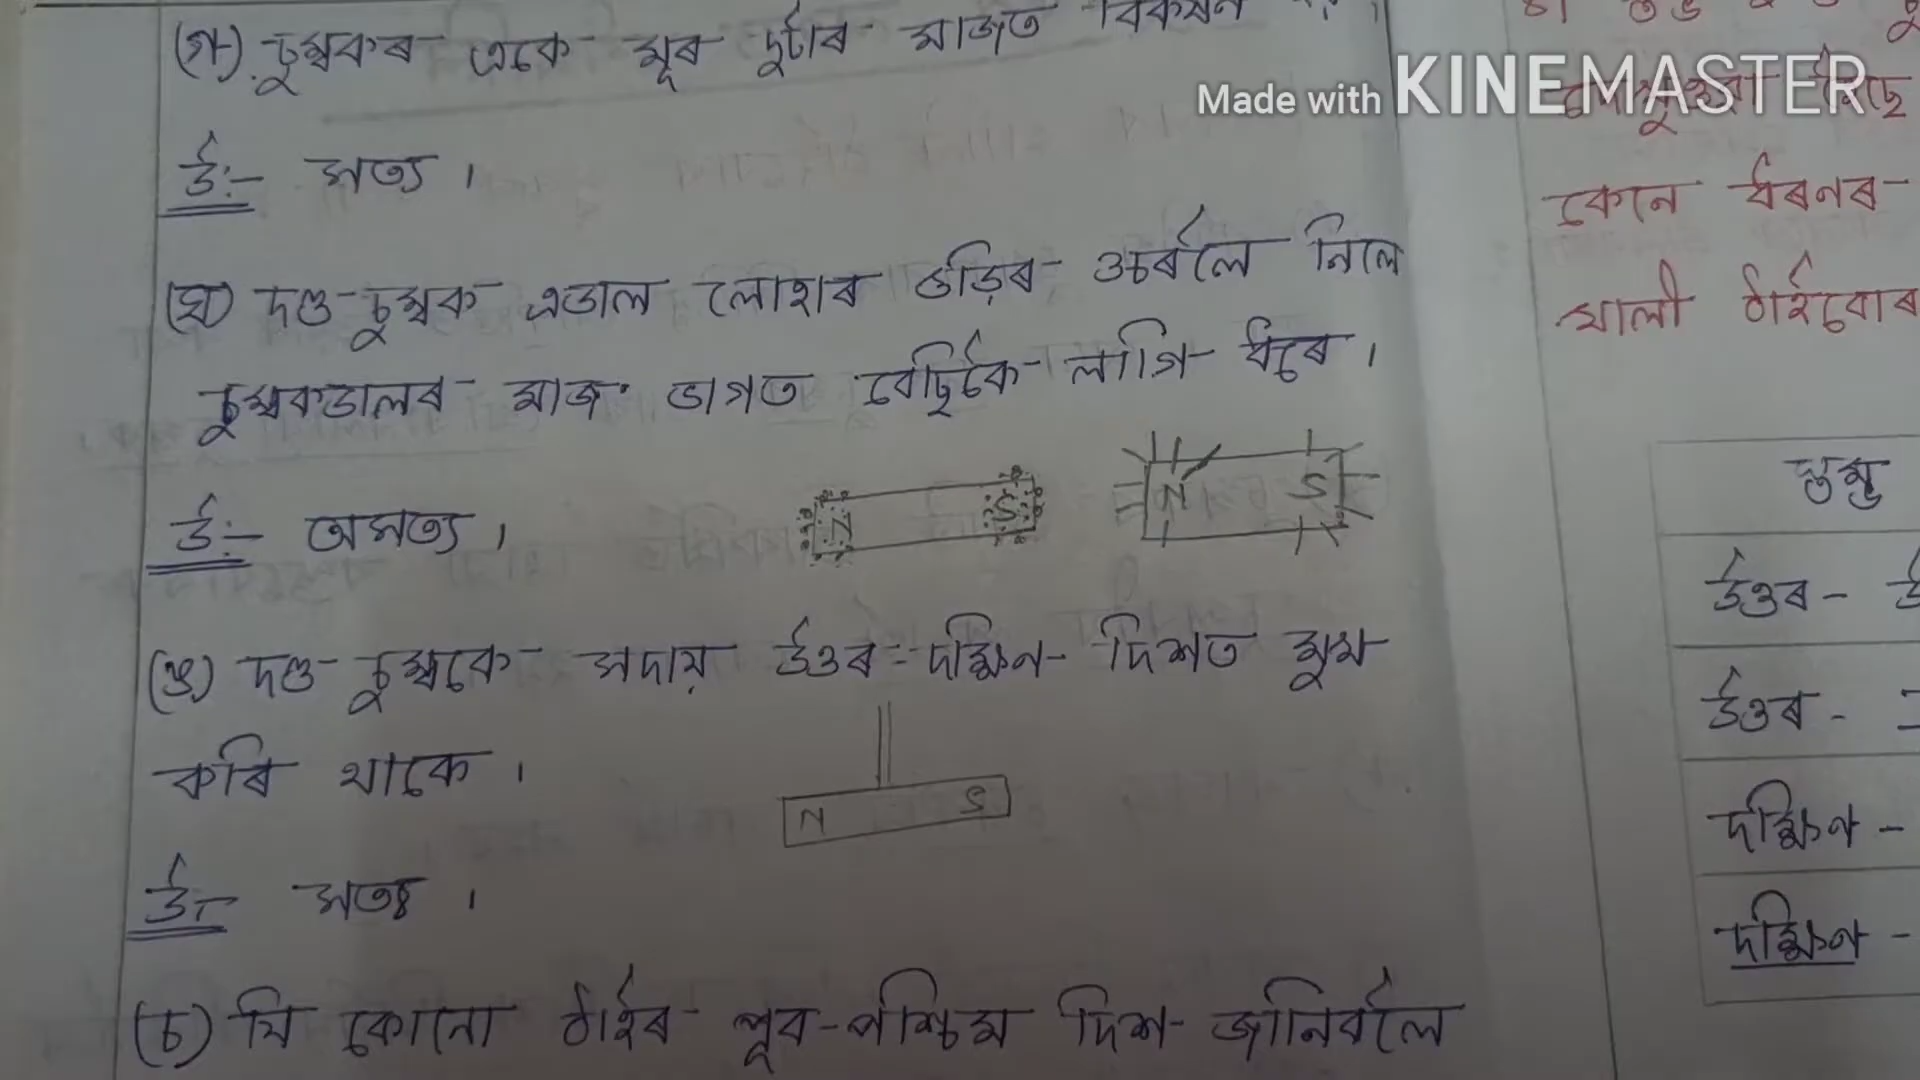 (গ) চুম্বকৰ একে মূৰ দুটাৰ মাজত বিকৰ্ষণ
Made with KINEMASTER
উঃ- সত্য ।
(ঘ) দণ্ড চুম্বক এডাল লোহাৰ গুড়িৰ ওচৰলৈ নিলে
চুম্বকডালৰ মাজ ভাগত বেছিকৈ লাগি ধৰে ।
উঃ- অসত্য ।
N S
N S
(ঙ) দণ্ড চুম্বকে সদায় উত্তৰ-দক্ষিণ দিশত মুখ
কৰি থাকে ।
N S
উঃ- সত্য ।
(চ) যি কোনো ঠাইৰ পূব-পশ্চিম দিশ জানিবলৈ
কেনে ধৰণৰ
খালী ঠাইবোৰ
স্তম্ভ
উত্তৰ -
উত্তৰ -
দক্ষিণ -
দক্ষিণ -